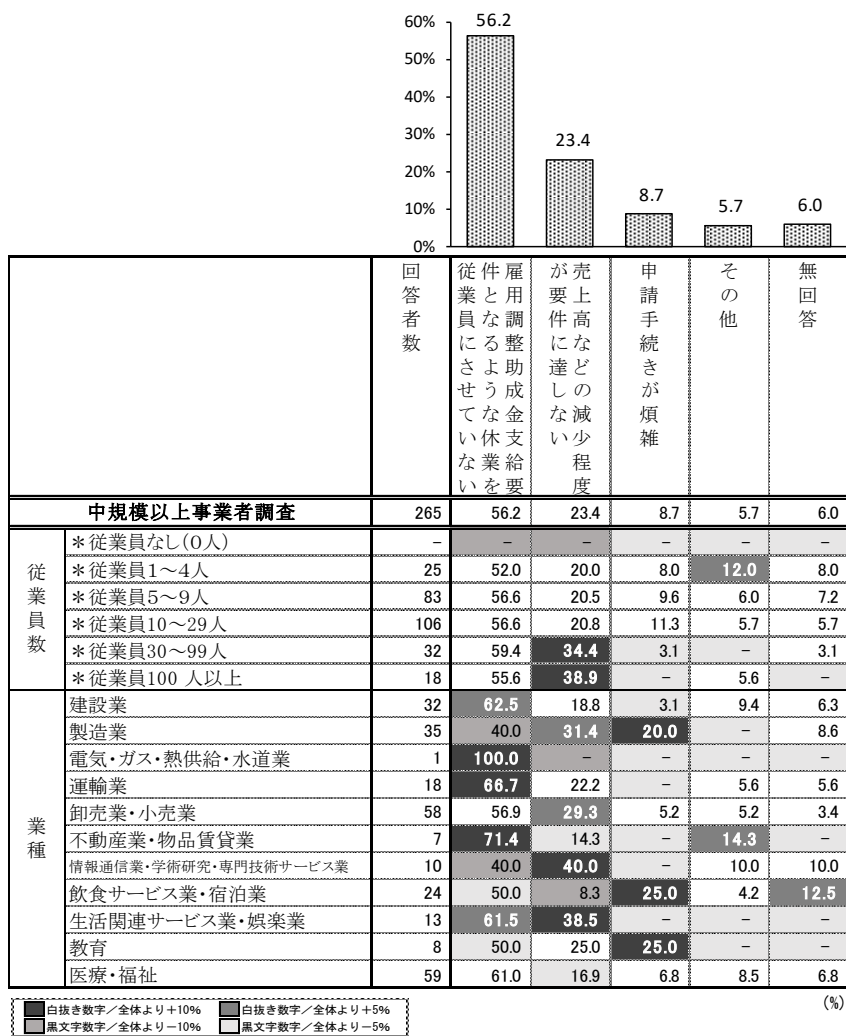 60%
50%
40%
30%
20%
10%
0%
56.2
23.4
8.7
5.7
6.0
回答者数
雇用調整助成金支給要
件となるような休業を
従業員にさせていない
売上高などの減少程度
が要件に達しない
申請手続きが煩雑
その他
無回答
中規模以上事業者調査 265 56.2 23.4 8.7 5.7 6.0
従業員数
＊従業員なし(0人) － － － － － －
＊従業員1～4人 25 52.0 20.0 8.0 12.0 8.0
＊従業員5～9人 83 56.6 20.5 9.6 6.0 7.2
＊従業員10～29人 106 56.6 20.8 11.3 5.7 5.7
＊従業員30～99人 32 59.4 34.4 3.1 － 3.1
＊従業員100 人以上 18 55.6 38.9 － 5.6 －
業種
建設業 32 62.5 18.8 3.1 9.4 6.3
製造業 35 40.0 31.4 20.0 － 8.6
電気・ガス・熱供給・水道業 1 100.0 － － － －
運輸業 18 66.7 22.2 － 5.6 5.6
卸売業・小売業 58 56.9 29.3 5.2 5.2 3.4
不動産業・物品賃貸業 7 71.4 14.3 － 14.3 －
情報通信業・学術研究・専門技術サービス業 10 40.0 40.0 － 10.0 10.0
飲食サービス業・宿泊業 24 50.0 8.3 25.0 4.2 12.5
生活関連サービス業・娯楽業 13 61.5 38.5 － － －
教育 8 50.0 25.0 25.0 － －
医療・福祉 59 61.0 16.9 6.8 8.5 6.8
(%)
白抜き数字／全体より＋10% 白抜き数字／全体より＋5%
黒文字数字／全体より－10% 黒文字数字／全体より－5%